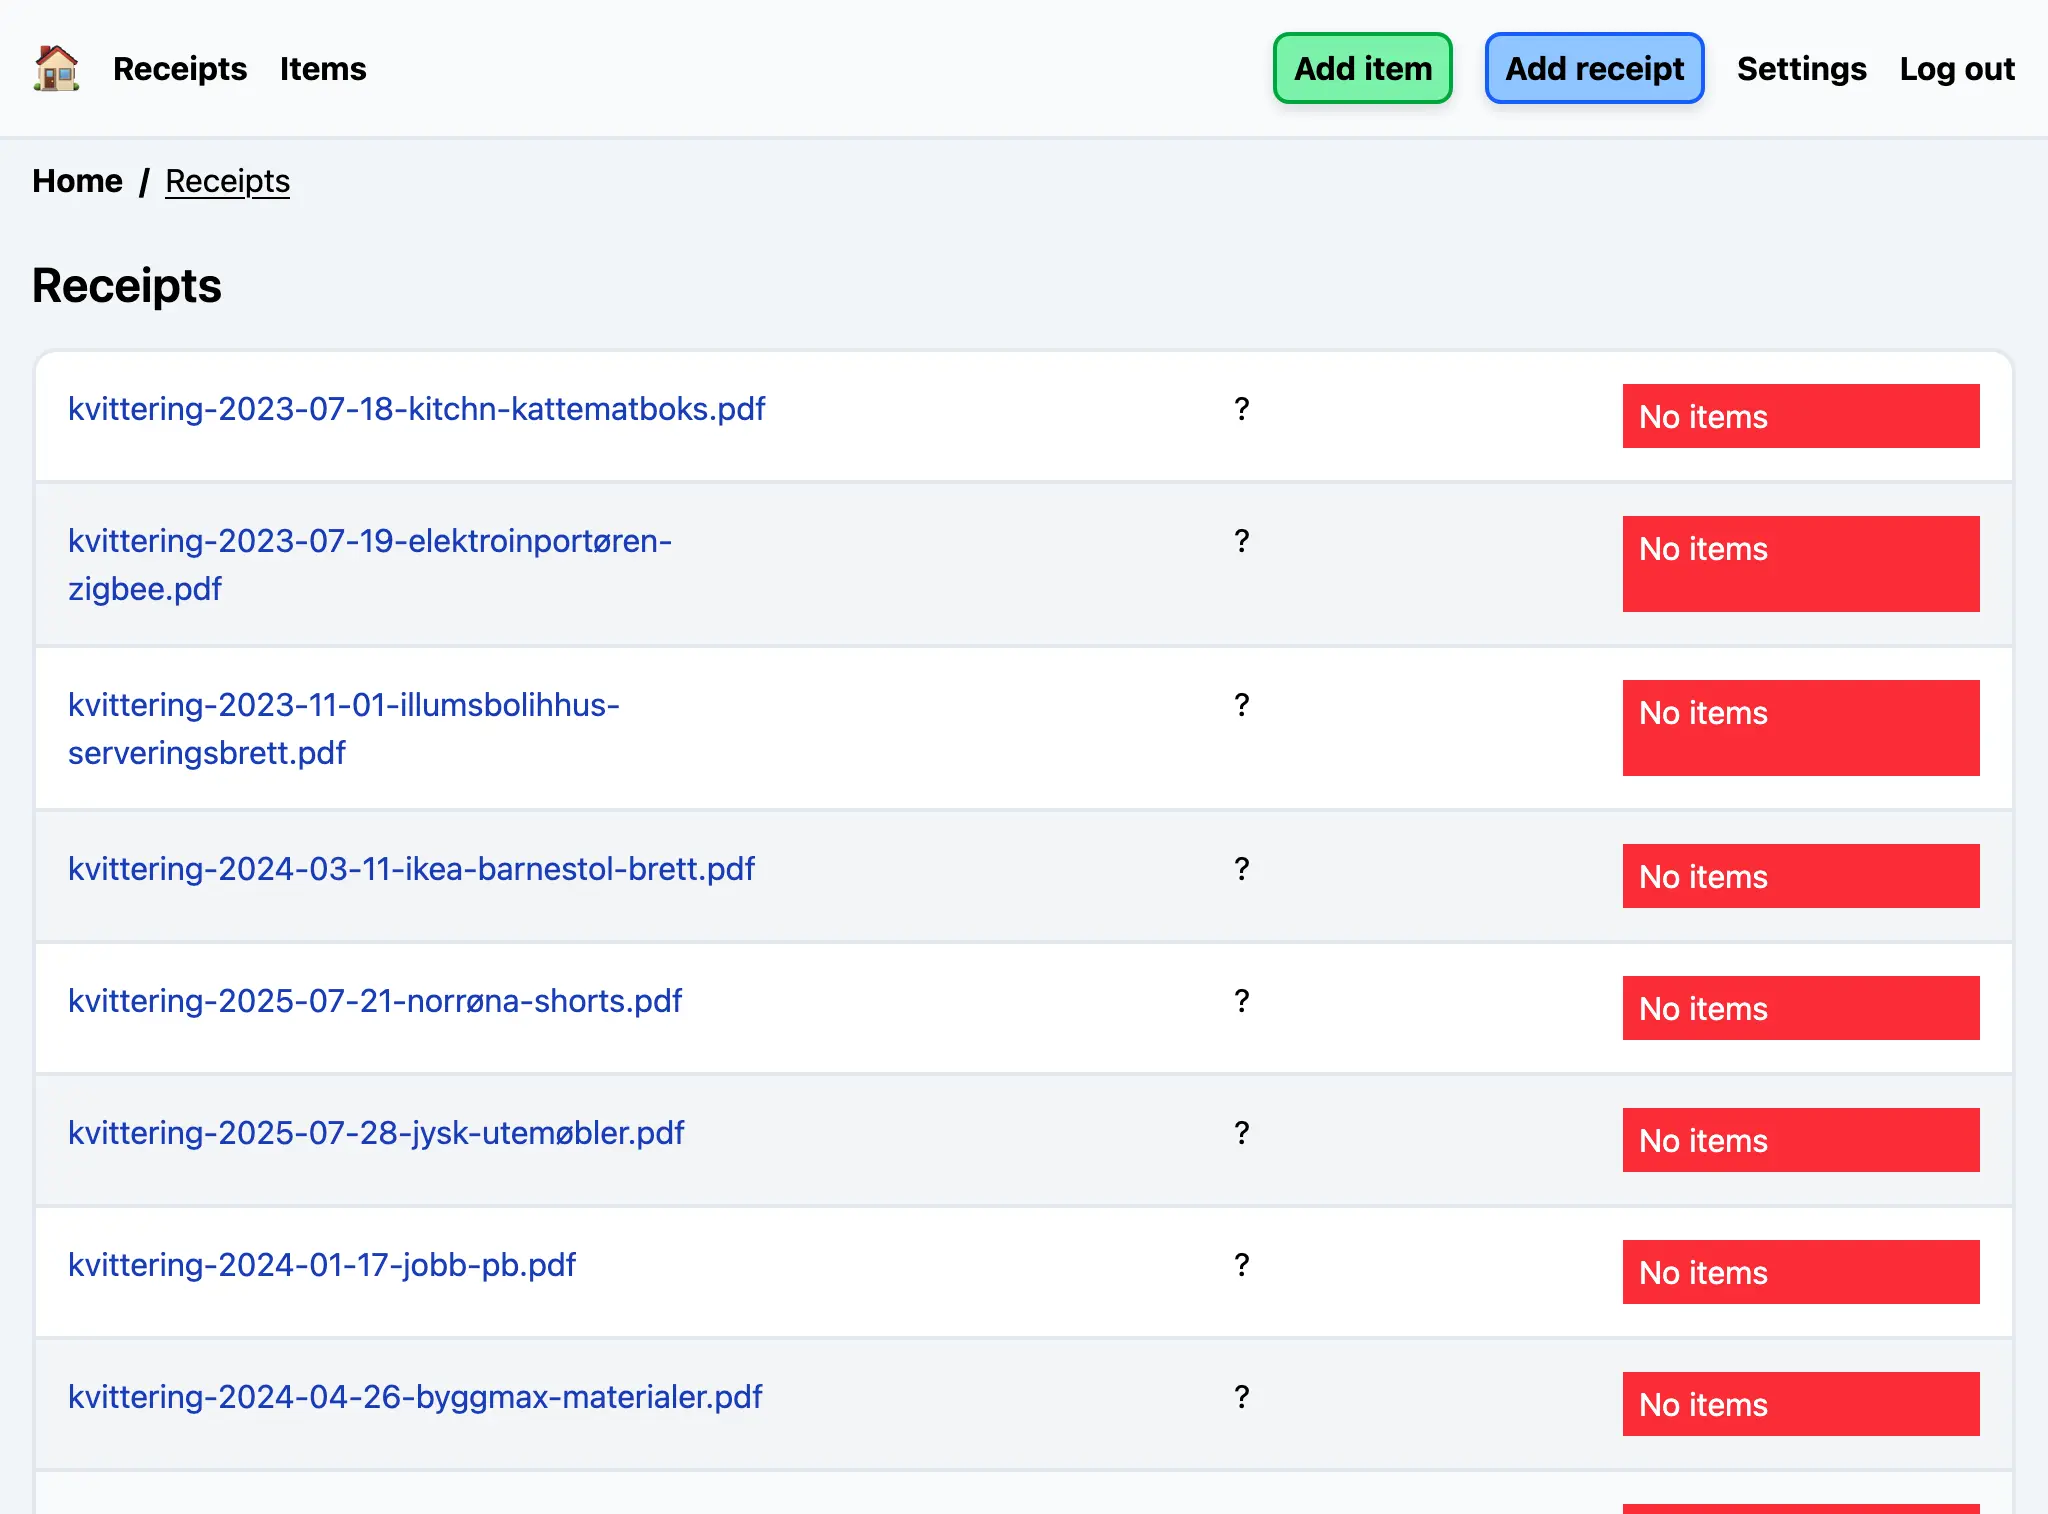 Receipts Items Add item Add receipt Settings Log out
Home / Receipts
Receipts
kvittering-2023-07-18-kitchn-kattematboks.pdf ? No items
kvittering-2023-07-19-elektroinportøren- ? No items
zigbee.pdf
kvittering-2023-11-01-illumsbolihhus- ? No items
serveringsbrett.pdf
kvittering-2024-03-11-ikea-barnestol-brett.pdf ? No items
kvittering-2025-07-21-norrøna-shorts.pdf ? No items
kvittering-2025-07-28-jysk-utemøbler.pdf ? No items
kvittering-2024-01-17-jobb-pb.pdf ? No items
kvittering-2024-04-26-byggmax-materialer.pdf ? No items